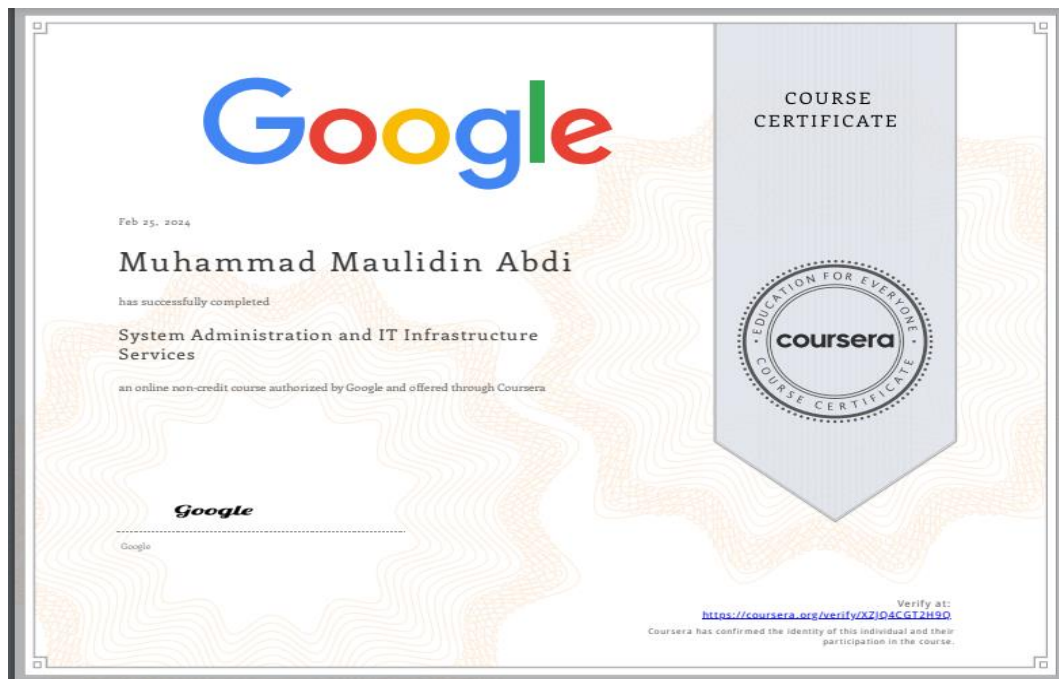 Google
COURSE
CERTIFICATE
Feb 25, 2024
Muhammad Maulidin Abdi
has successfully completed
System Administration and IT Infrastructure
Services
an online non-credit course authorized by Google and offered through Coursera
EDUCATION FOR EVERYONE
coursera
COURSE CERTIFICATE
Google
Google
Verify at:
https://coursera.org/verify/XZJQ4CGT2H9Q
Coursera has confirmed the identity of this individual and their
participation in the course.